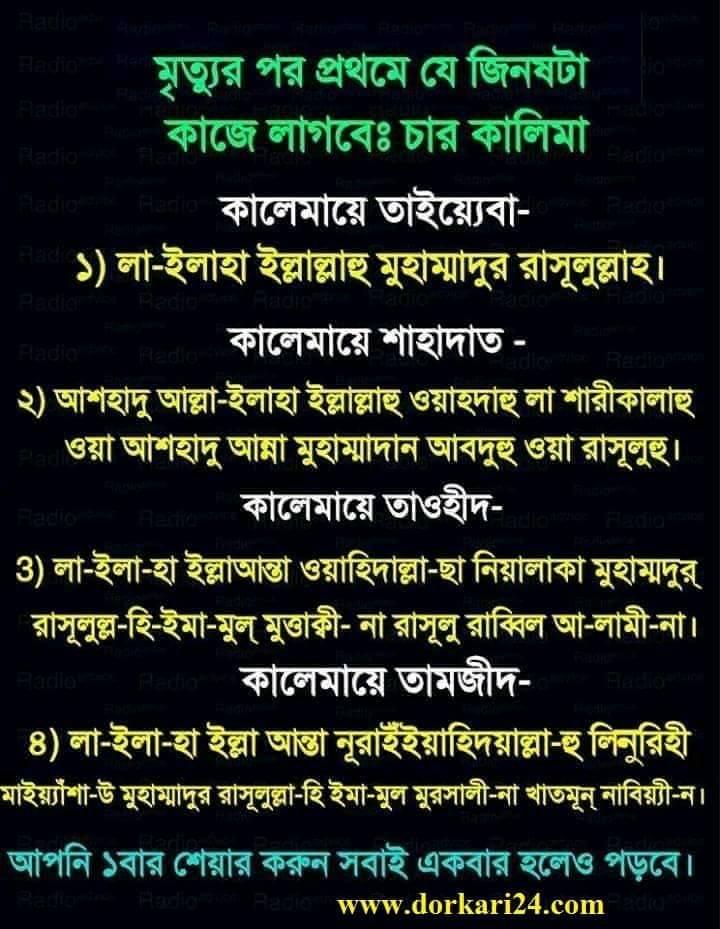 মৃত্যুর পর প্রথমে যে জিনষটা
কাজে লাগবেঃ চার কালিমা
কালেমায়ে তাইয়্যেবা-
১) লা-ইলাহা ইল্লাল্লাহু মুহাম্মাদুর রাসূলুল্লাহ।
কালেমায়ে শাহাদাত -
২) আশহাদু আল্লা-ইলাহা ইল্লাল্লাহু ওয়াহদাহু লা শারীকালাহু
ওয়া আশহাদু আন্না মুহাম্মাদান আবদুহু ওয়া রাসূলুহু।
কালেমায়ে তাওহীদ-
3) লা-ইলা-হা ইল্লাআন্তা ওয়াহিদাল্লা-ছা নিয়ালাকা মুহাম্মদুর্
রাসূলুল্ল-হি-ইমা-মুল্ মুত্তাক্বী- না রাসূলু রাব্বিল আ-লামী-না।
কালেমায়ে তামজীদ-
৪) লা-ইলা-হা ইল্লা আন্তা নূরাইঁইয়াহিদয়াল্লা-হু লিনুরিহী
মাইয়্যাঁশা-উ মুহাম্মাদুর রাসূলুল্লা-হি ইমা-মুল মুরসালী-না খাতমূন্ নাবিয়্যী-ন।
আপনি ১বার শেয়ার করুন সবাই একবার হলেও পড়বে।
www.dorkari24.com